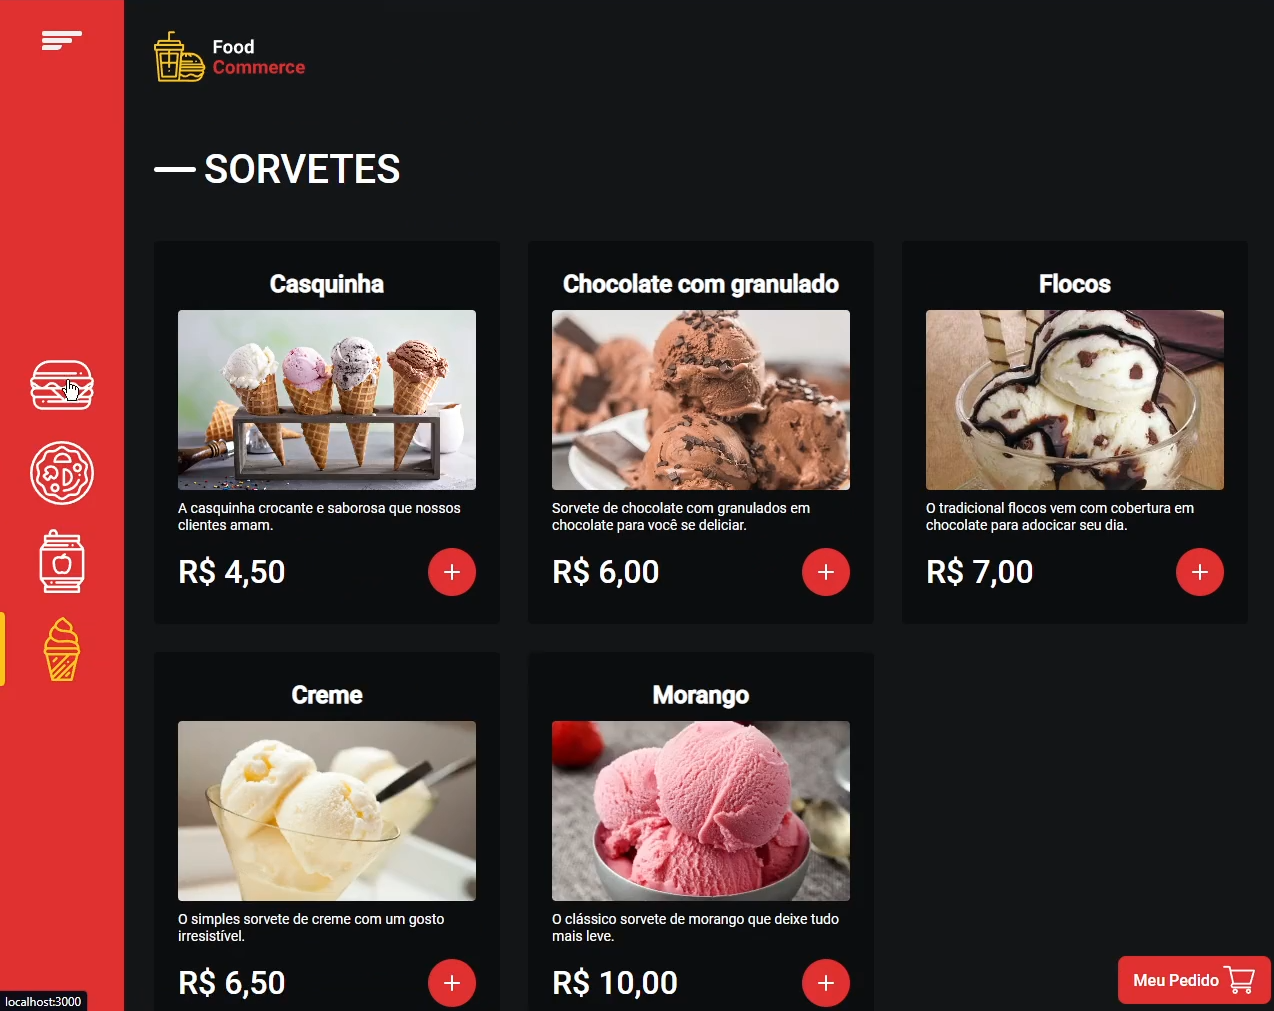 Food
Commerce
SORVETES
Casquinha
A casquinha crocante e saborosa que nossos
clientes amam.
R$ 4,50
Chocolate com granulado
Sorvete de chocolate com granulados em
chocolate para você se deliciar.
R$ 6,00
Flocos
O tradicional flocos vem com cobertura em
chocolate para adocicar seu dia.
R$ 7,00
Creme
O simples sorvete de creme com um gosto
irresistível.
R$ 6,50
Morango
O clássico sorvete de morango que deixe tudo
mais leve.
R$ 10,00
Meu Pedido
localhost:3000